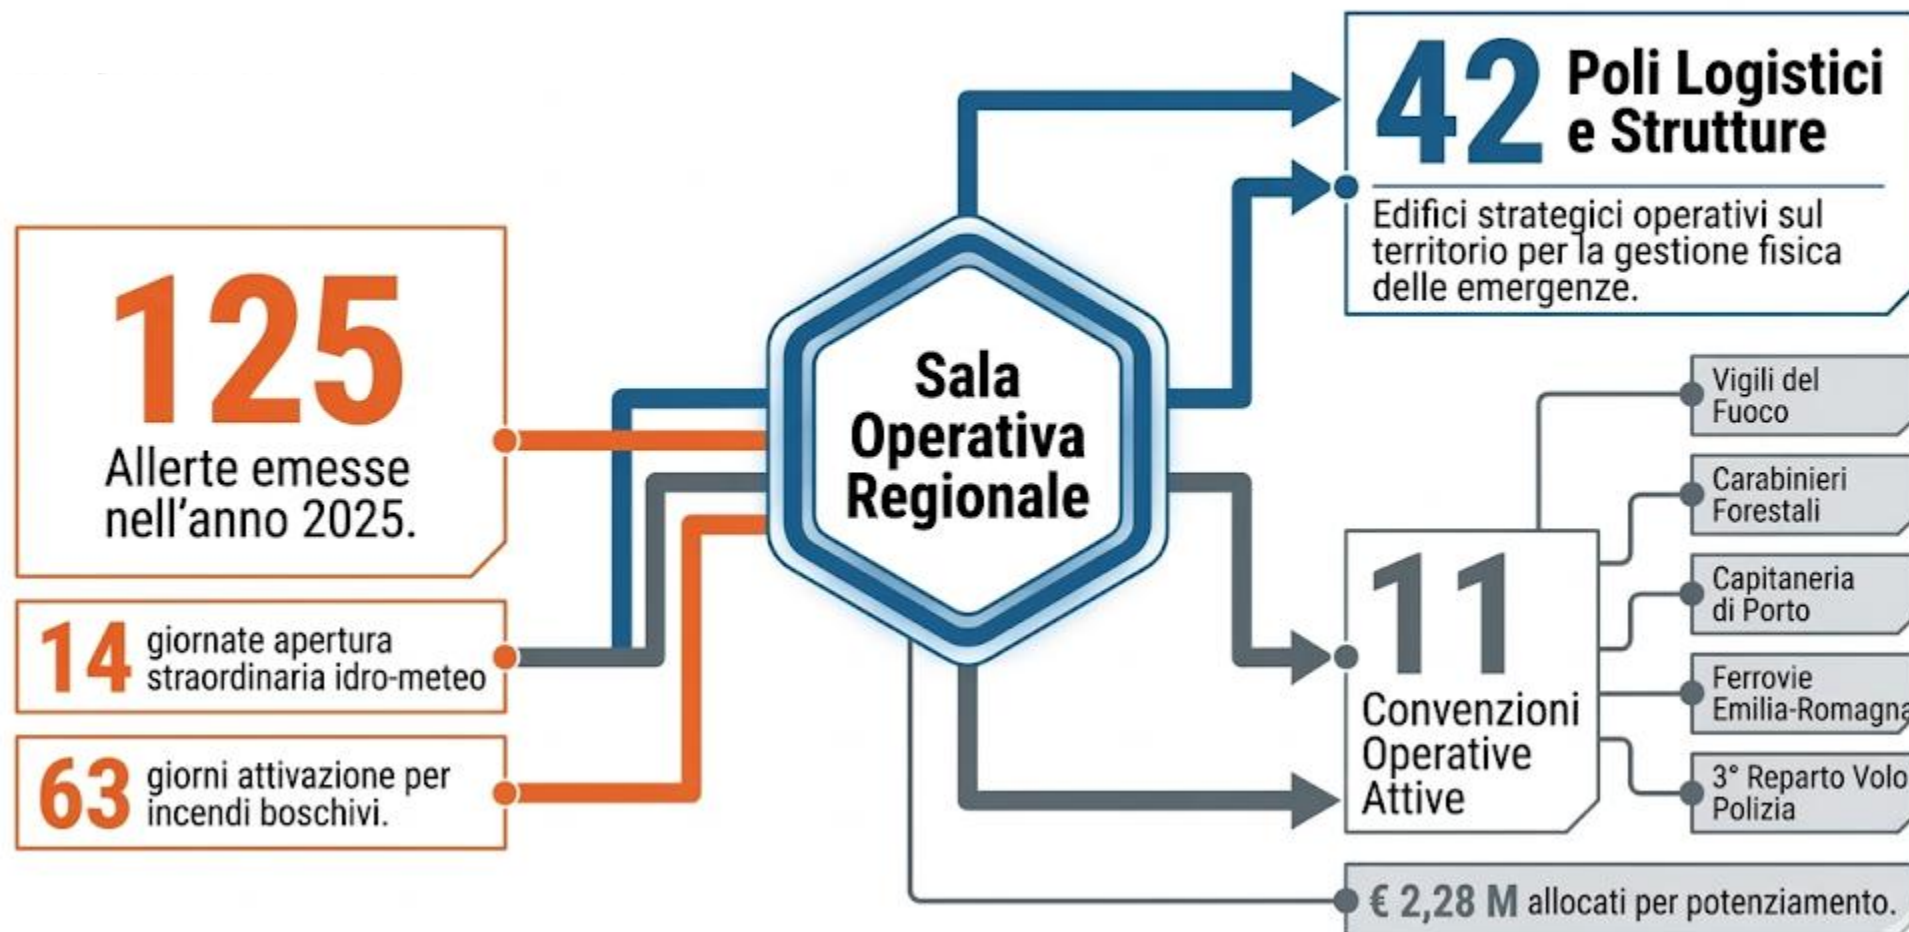 125
Allerte emesse
nell'anno 2025.
14 giornate apertura
straordinaria idro-meteo
63 giorni attivazione per
incendi boschivi.
Sala
Operativa
Regionale
42 Poli Logistici
e Strutture
Edifici strategici operativi sul
territorio per la gestione fisica
delle emergenze.
11
Convenzioni
Operative
Attive
Vigili del
Fuoco
Carabinieri
Forestali
Capitaneria
di Porto
Ferrovie
Emilia-Romagna
3° Reparto Volo
Polizia
€ 2,28 M allocati per potenziamento.